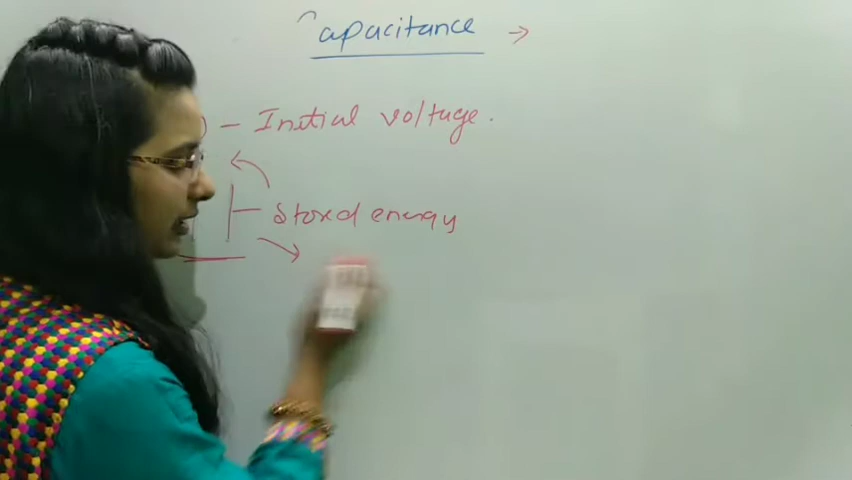 Capacitance →
- Initial voltage.
- Stored energy